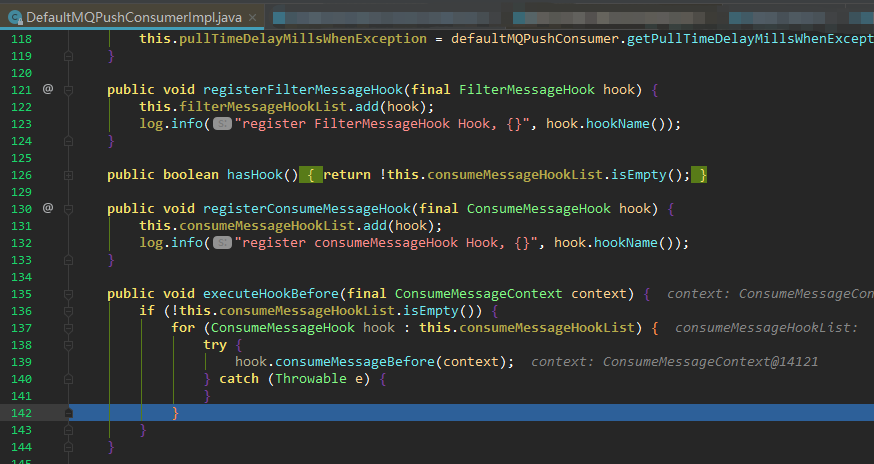 DefaultMQPushConsumerImpl.java ×
118 this.pullTimeDelayMillsWhenException = defaultMQPushConsumer.getPullTimeDelayMillsWhenExcept
119 }
120
121 @ public void registerFilterMessageHook(final FilterMessageHook hook) {
122 this.filterMessageHookList.add(hook);
123 log.info( s: "register FilterMessageHook Hook, {}", hook.hookName());
124 }
125
126 public boolean hasHook() { return !this.consumeMessageHookList.isEmpty(); }
129
130 @ public void registerConsumeMessageHook(final ConsumeMessageHook hook) {
131 this.consumeMessageHookList.add(hook);
132 log.info( s: "register consumeMessageHook Hook, {}", hook.hookName());
133 }
134
135 public void executeHookBefore(final ConsumeMessageContext context) { context: ConsumeMessageCon
136 if (!this.consumeMessageHookList.isEmpty()) {
137 for (ConsumeMessageHook hook : this.consumeMessageHookList) { consumeMessageHookList:
138 try {
139 hook.consumeMessageBefore(context); context: ConsumeMessageContext@14121
140 } catch (Throwable e) {
141 }
142 }
143 }
144 }